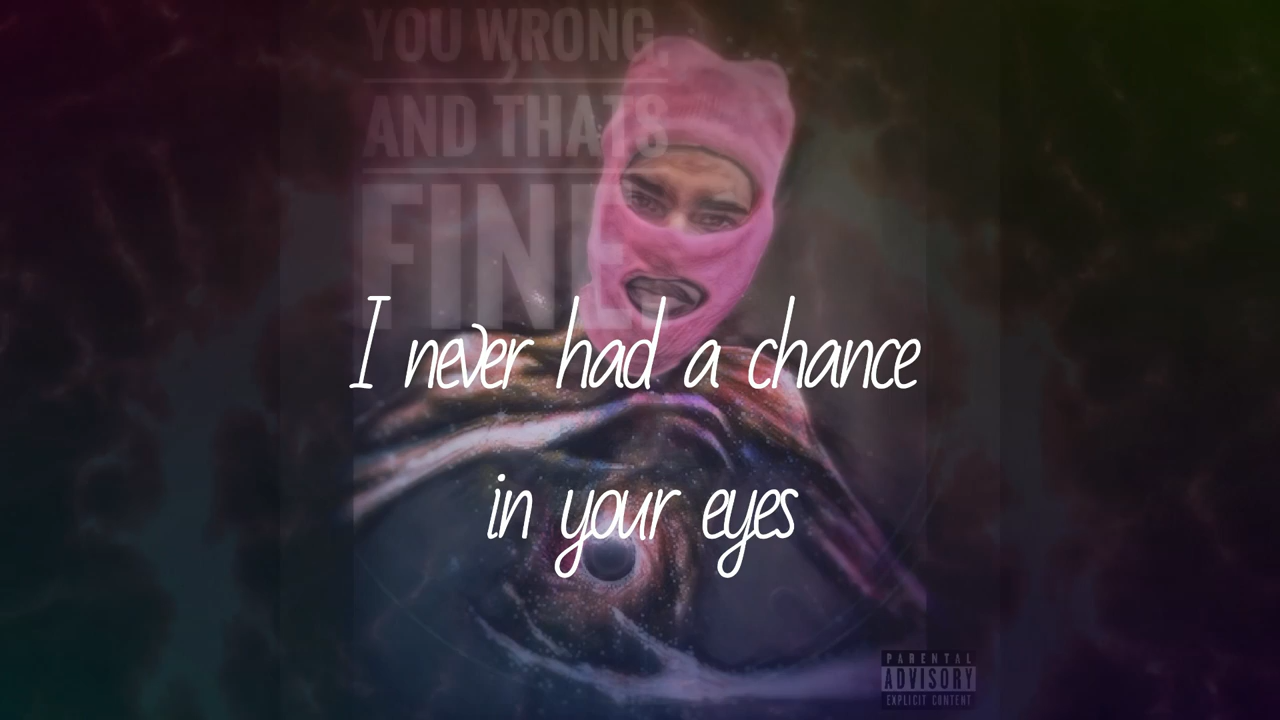 YOU WRONG,
AND THATS
FINE
I never had a chance
in your eyes
PARENTAL
ADVISORY
EXPLICIT CONTENT